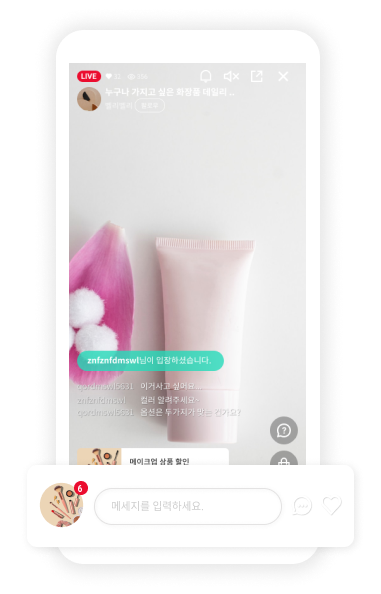 LIVE
누구나 가지고 싶은 화장품 데일리 ...
팔로우
znfznfdmswl님이 입장하셨습니다.
이거사고 싶어요...
znfznfdmswl 컬러 알려주세요~
qordmswl5631 옵션은 두가지가 맞는 건가요?
메이크업 상품 할인
6
메세지를 입력하세요.